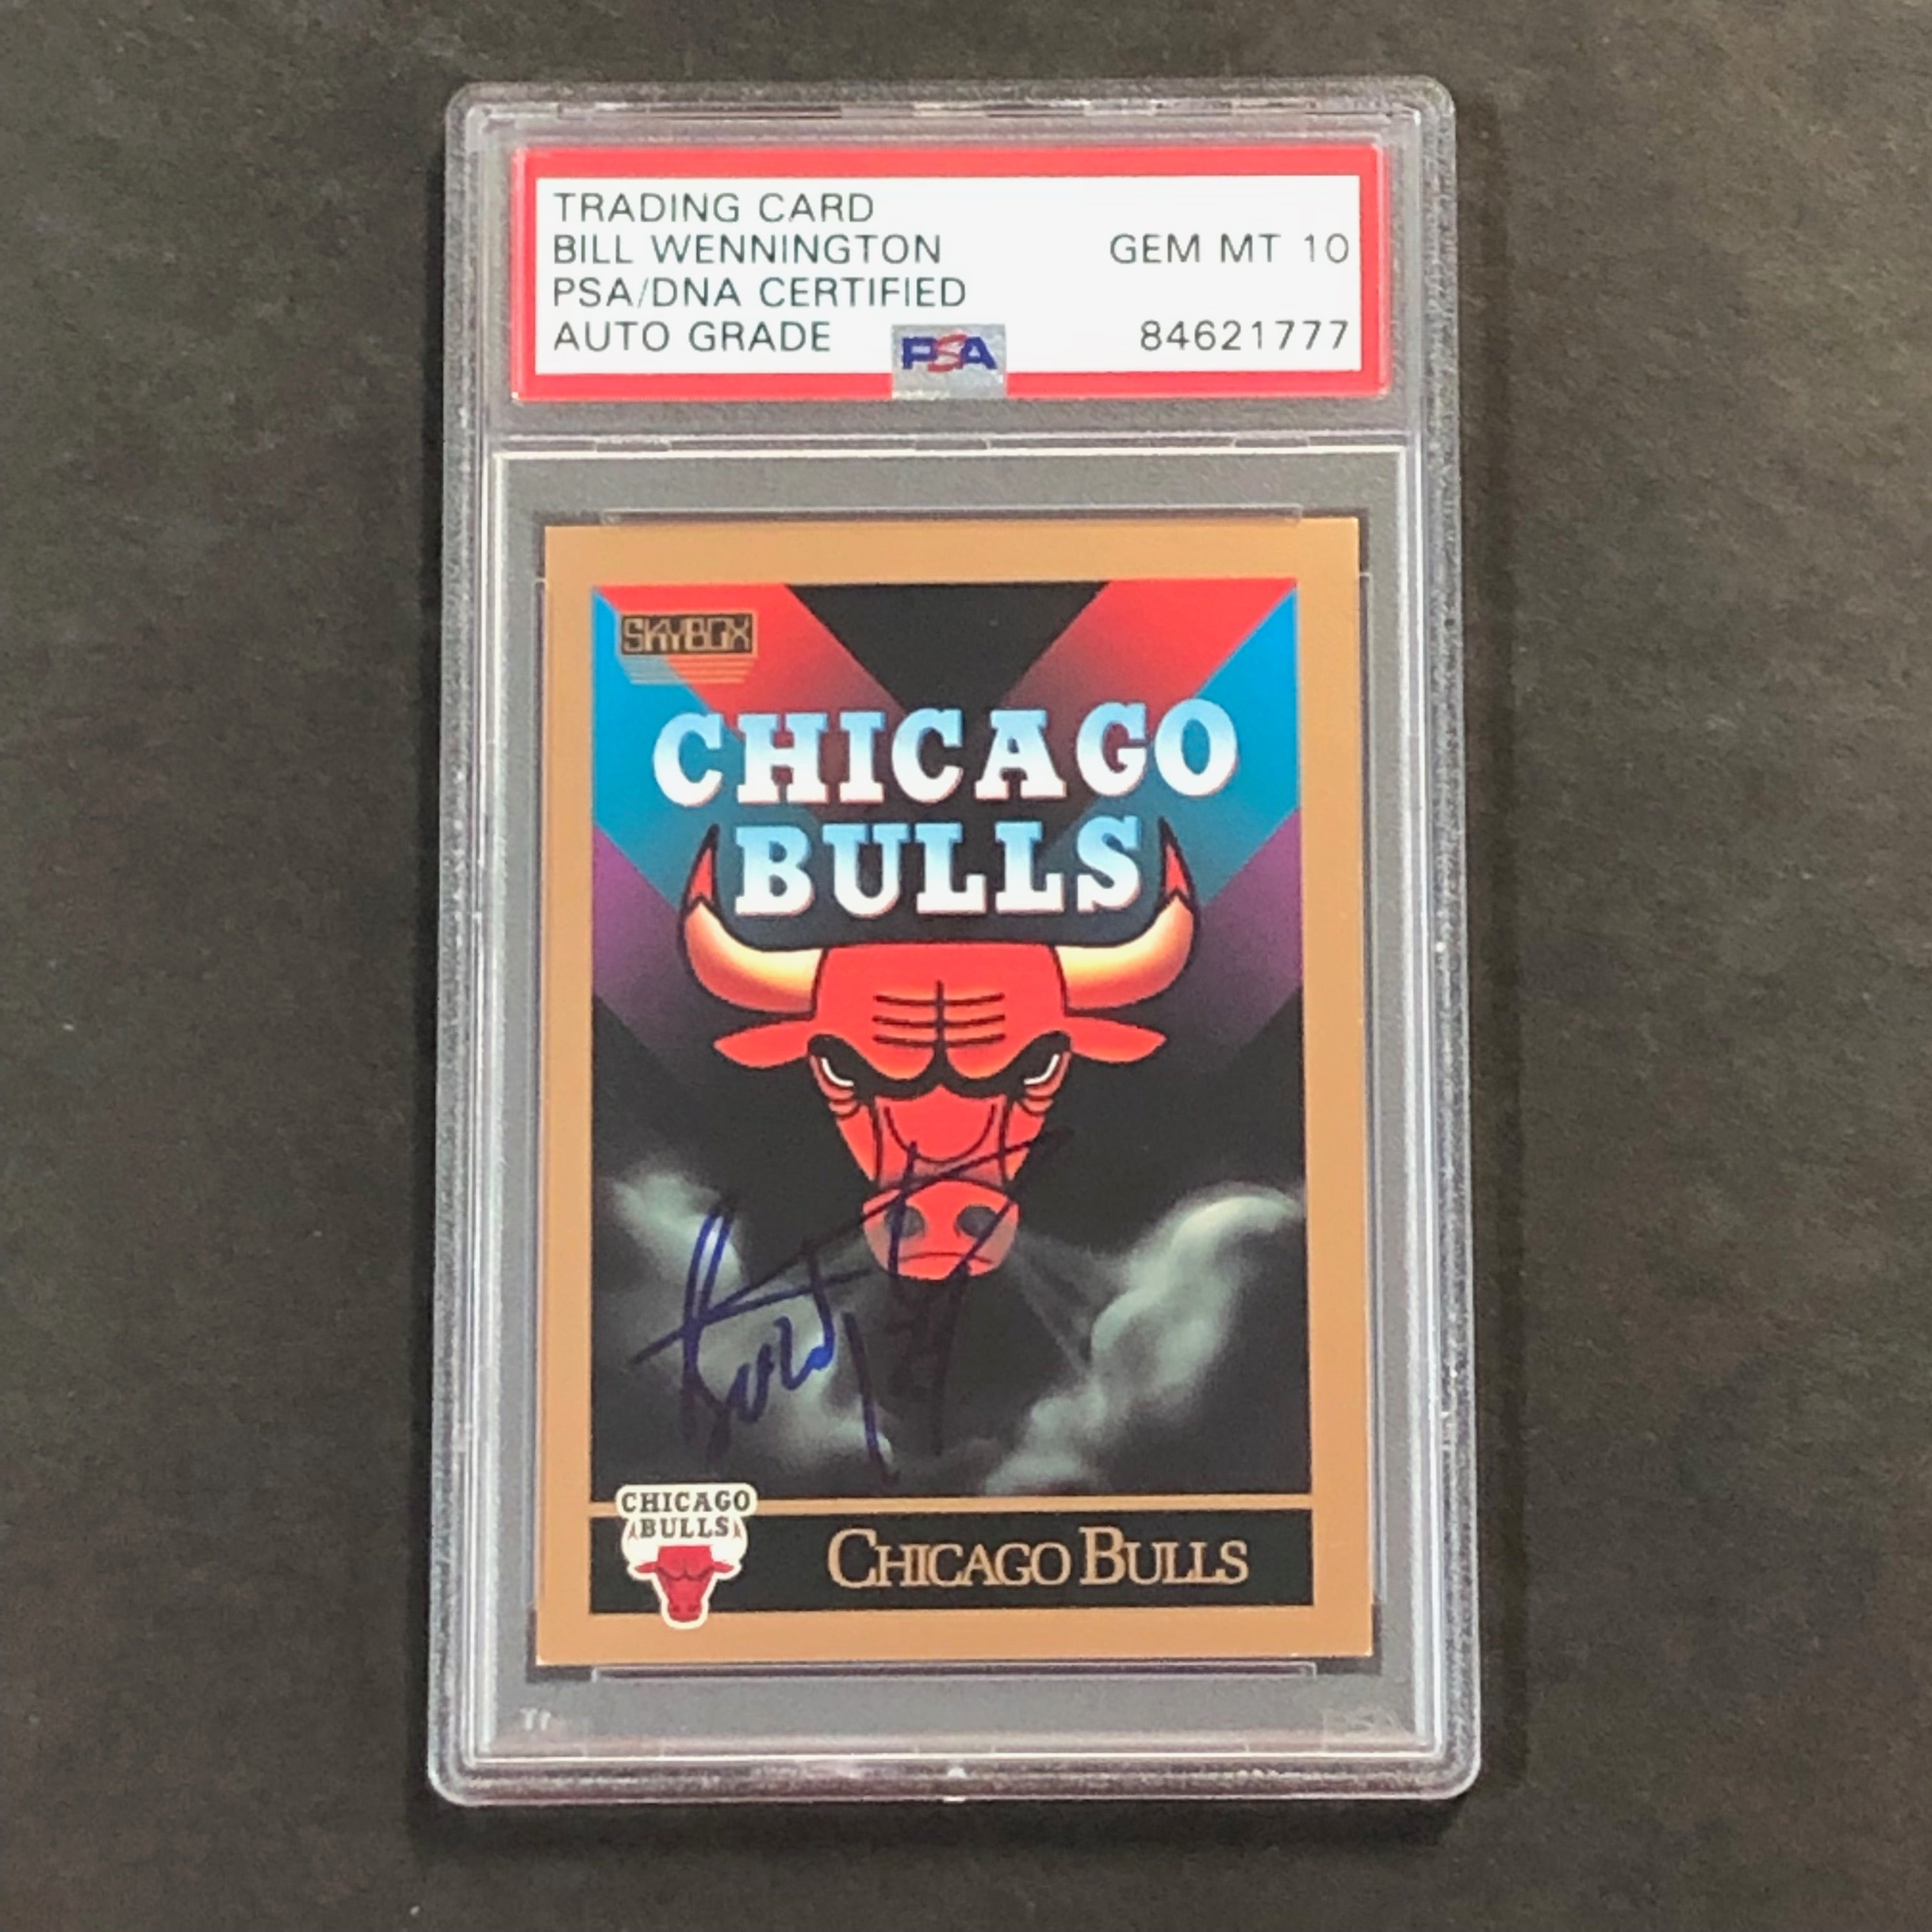 TRADING CARD
BILL WENNINGTON GEM MT 10
PSA/DNA CERTIFIED
AUTO GRADE PSA 84621777
SKYBOX
CHICAGO
BULLS
CHICAGO
BULLS
CHICAGO BULLS